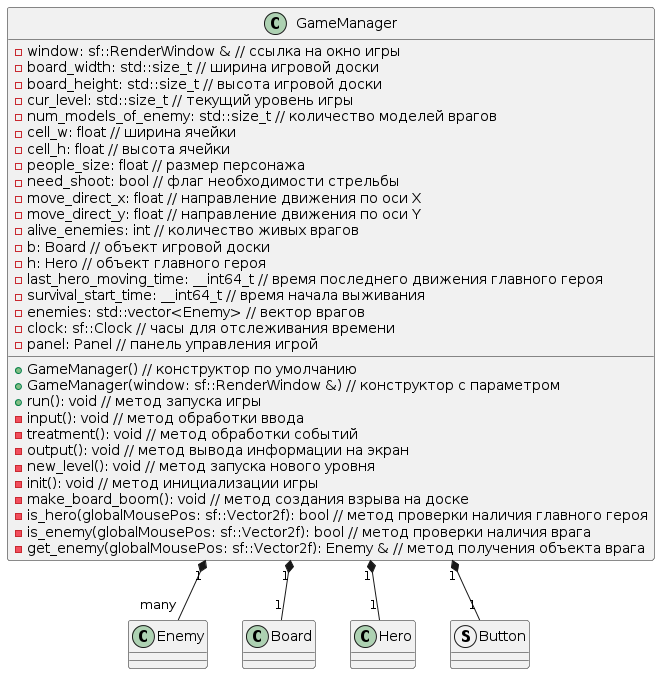 C GameManager
window: sf::RenderWindow & // ссылка на окно игры
board_width: std::size_t // ширина игровой доски
board_height: std::size_t // высота игровой доски
cur_level: std::size_t // текущий уровень игры
num_models_of_enemy: std::size_t // количество моделей врагов
cell_w: float // ширина ячейки
cell_h: float // высота ячейки
people_size: float // размер персонажа
need_shoot: bool // флаг необходимости стрельбы
move_direct_x: float // направление движения по оси X
move_direct_y: float // направление движения по оси Y
alive_enemies: int // количество живых врагов
b: Board // объект игровой доски
h: Hero // объект главного героя
last_hero_moving_time: __int64_t // время последнего движения главного героя
survival_start_time: __int64_t // время начала выживания
enemies: std::vector<Enemy> // вектор врагов
clock: sf::Clock // часы для отслеживания времени
panel: Panel // панель управления игрой
GameManager() // конструктор по умолчанию
GameManager(window: sf::RenderWindow &) // конструктор с параметром
run(): void // метод запуска игры
input(): void // метод обработки ввода
treatment(): void // метод обработки событий
output(): void // метод вывода информации на экран
new_level(): void // метод запуска нового уровня
init(): void // метод инициализации игры
make_board_boom(): void // метод создания взрыва на доске
is_hero(globalMousePos: sf::Vector2f): bool // метод проверки наличия главного героя
is_enemy(globalMousePos: sf::Vector2f): bool // метод проверки наличия врага
get_enemy(globalMousePos: sf::Vector2f): Enemy & // метод получения объекта врага
1 1 1 1
many 1 1 1
C Enemy
C Board
C Hero
S Button